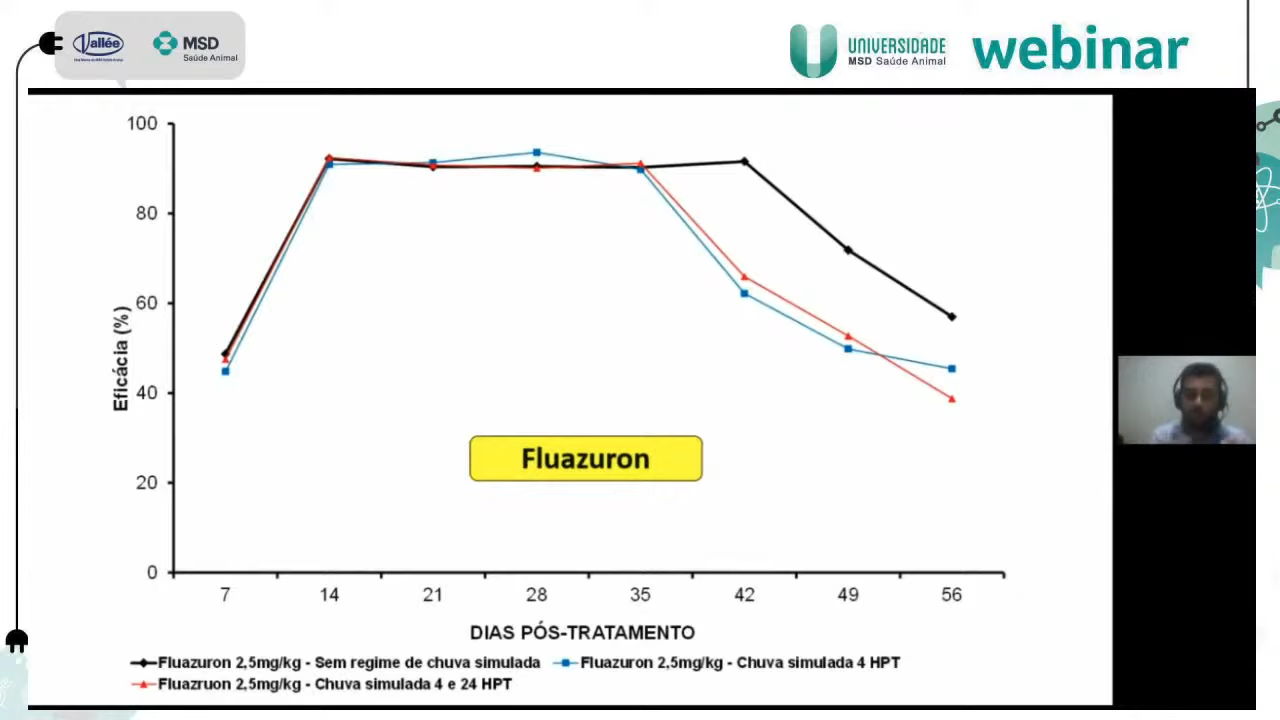 Vallée
MSD
Saúde Animal
UNIVERSIDADE
MSD Saúde Animal
webinar
100
80
60
40
20
0
Eficácia (%)
Fluazuron
7 14 21 28 35 42 49 56
DIAS PÓS-TRATAMENTO
Fluazuron 2,5mg/kg - Sem regime de chuva simulada Fluazuron 2,5mg/kg - Chuva simulada 4 HPT
Fluazruon 2,5mg/kg - Chuva simulada 4 e 24 HPT